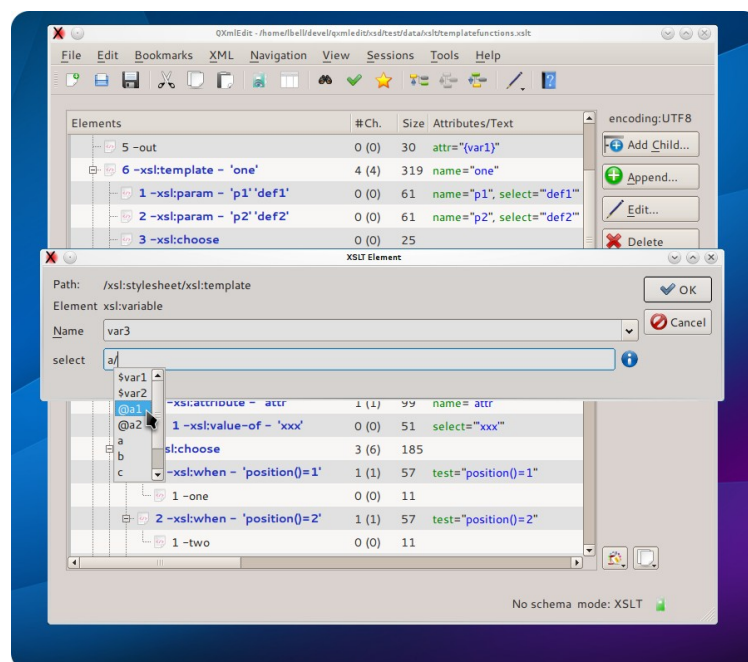 QXmlEdit - /home/lbell/devel/qxmledit/xsd/test/data/xslt/templatefunctions.xslt
File Edit Bookmarks XML Navigation View Sessions Tools Help
Elements #Ch. Size Attributes/Text
encoding:UTF8
5 -out 0 (0) 30 attr="{var1}"
Add Child...
6 -xsl:template - 'one' 4 (4) 319 name="one"
Append...
1 -xsl:param - 'p1' 'def1' 0 (0) 61 name="p1", select="'def1'"
2 -xsl:param - 'p2' 'def2' 0 (0) 61 name="p2", select="'def2'"
Edit...
3 -xsl:choose 0 (0) 25
Delete
XSLT Element
Path: /xsl:stylesheet/xsl:template
OK
Element xsl:variable
Cancel
Name var3
select a/
$var1
$var2
@a1
@a2
a
b
c
-xsl:attribute - attr 1 (1) 99 name= attr
1 -xsl:value-of - 'xxx' 0 (0) 51 select="'xxx'"
sl:choose 3 (6) 185
-xsl:when - 'position()=1' 1 (1) 57 test="position()=1"
1 -one 0 (0) 11
2 -xsl:when - 'position()=2' 1 (1) 57 test="position()=2"
1 -two 0 (0) 11
No schema mode: XSLT